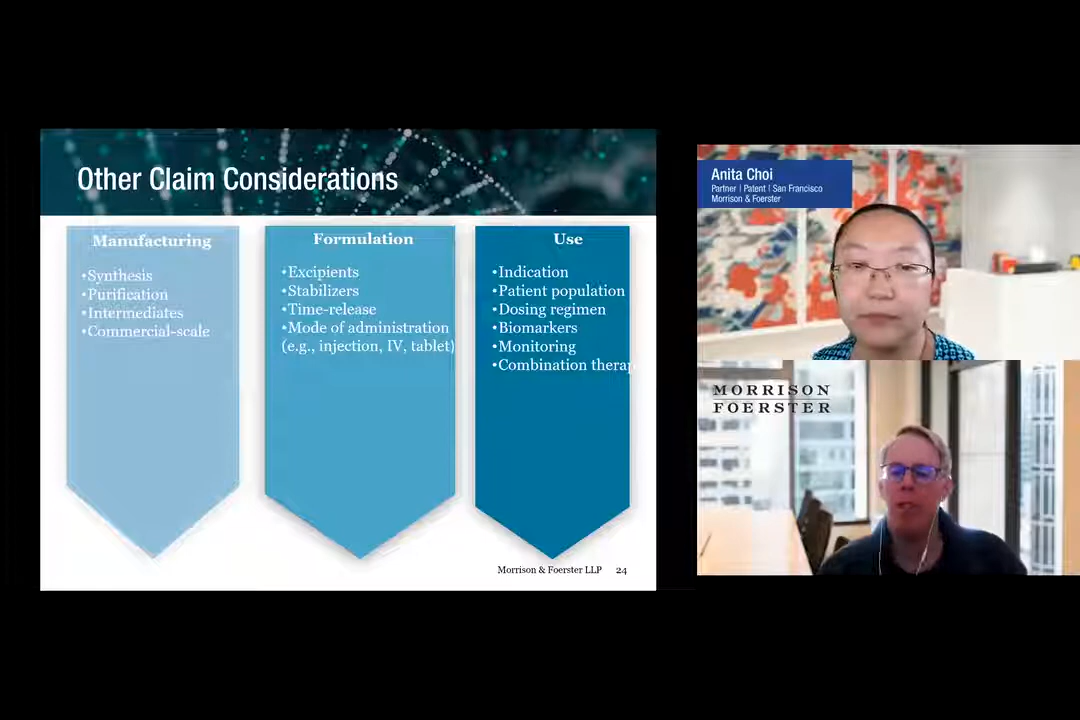 Other Claim Considerations
Manufacturing
•Synthesis
•Purification
•Intermediates
•Commercial-scale
Formulation
•Excipients
•Stabilizers
•Time-release
•Mode of administration
(e.g., injection, IV, tablet)
Use
•Indication
•Patient population
•Dosing regimen
•Biomarkers
•Monitoring
•Combination therap
Morrison & Foerster LLP 24
Anita Choi
Partner | Patent | San Francisco
Morrison & Foerster
MORRISON
FOERSTER